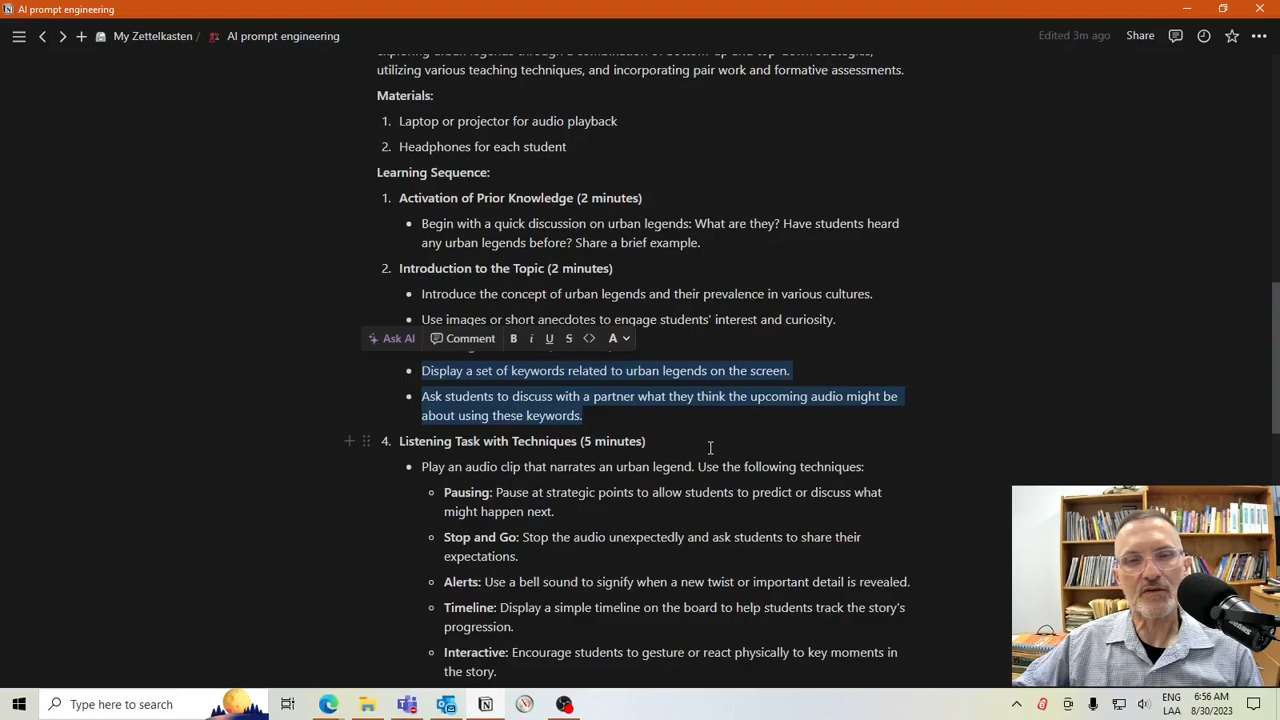 AI prompt engineering
My Zettelkasten / AI prompt engineering
Edited 3m ago Share
utilizing various teaching techniques, and incorporating pair work and formative assessments.
Materials:
1. Laptop or projector for audio playback
2. Headphones for each student
Learning Sequence:
1. Activation of Prior Knowledge (2 minutes)
• Begin with a quick discussion on urban legends: What are they? Have students heard
any urban legends before? Share a brief example.
2. Introduction to the Topic (2 minutes)
• Introduce the concept of urban legends and their prevalence in various cultures.
• Use images or short anecdotes to engage students' interest and curiosity.
Ask AI Comment B i U S <> A
• Display a set of keywords related to urban legends on the screen.
• Ask students to discuss with a partner what they think the upcoming audio might be
about using these keywords.
4. Listening Task with Techniques (5 minutes)
• Play an audio clip that narrates an urban legend. Use the following techniques:
◦ Pausing: Pause at strategic points to allow students to predict or discuss what
might happen next.
◦ Stop and Go: Stop the audio unexpectedly and ask students to share their
expectations.
◦ Alerts: Use a bell sound to signify when a new twist or important detail is revealed.
◦ Timeline: Display a simple timeline on the board to help students track the story's
progression.
◦ Interactive: Encourage students to gesture or react physically to key moments in
the story.
Type here to search
ENG
LAA
6:56 AM
8/30/2023